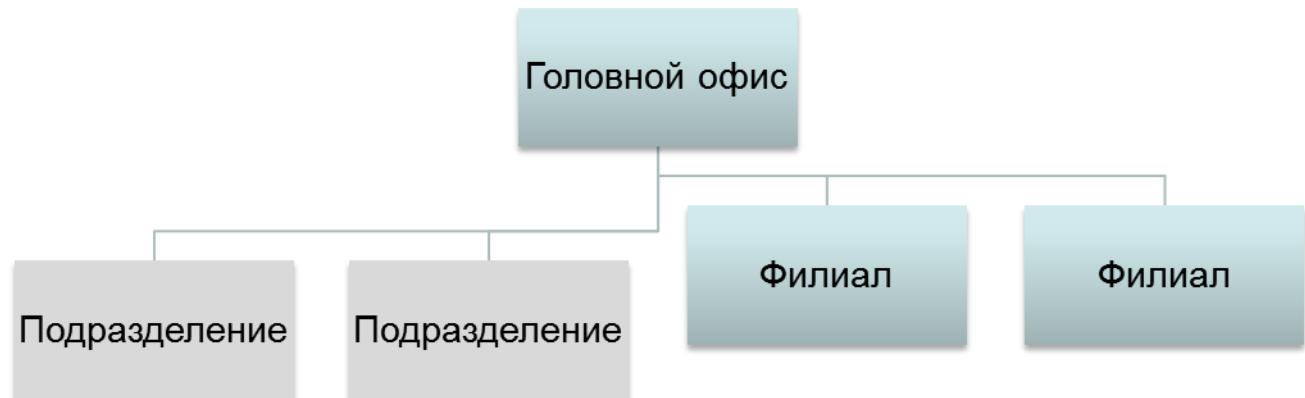 Головной офис
Филиал
Филиал
Подразделение
Подразделение